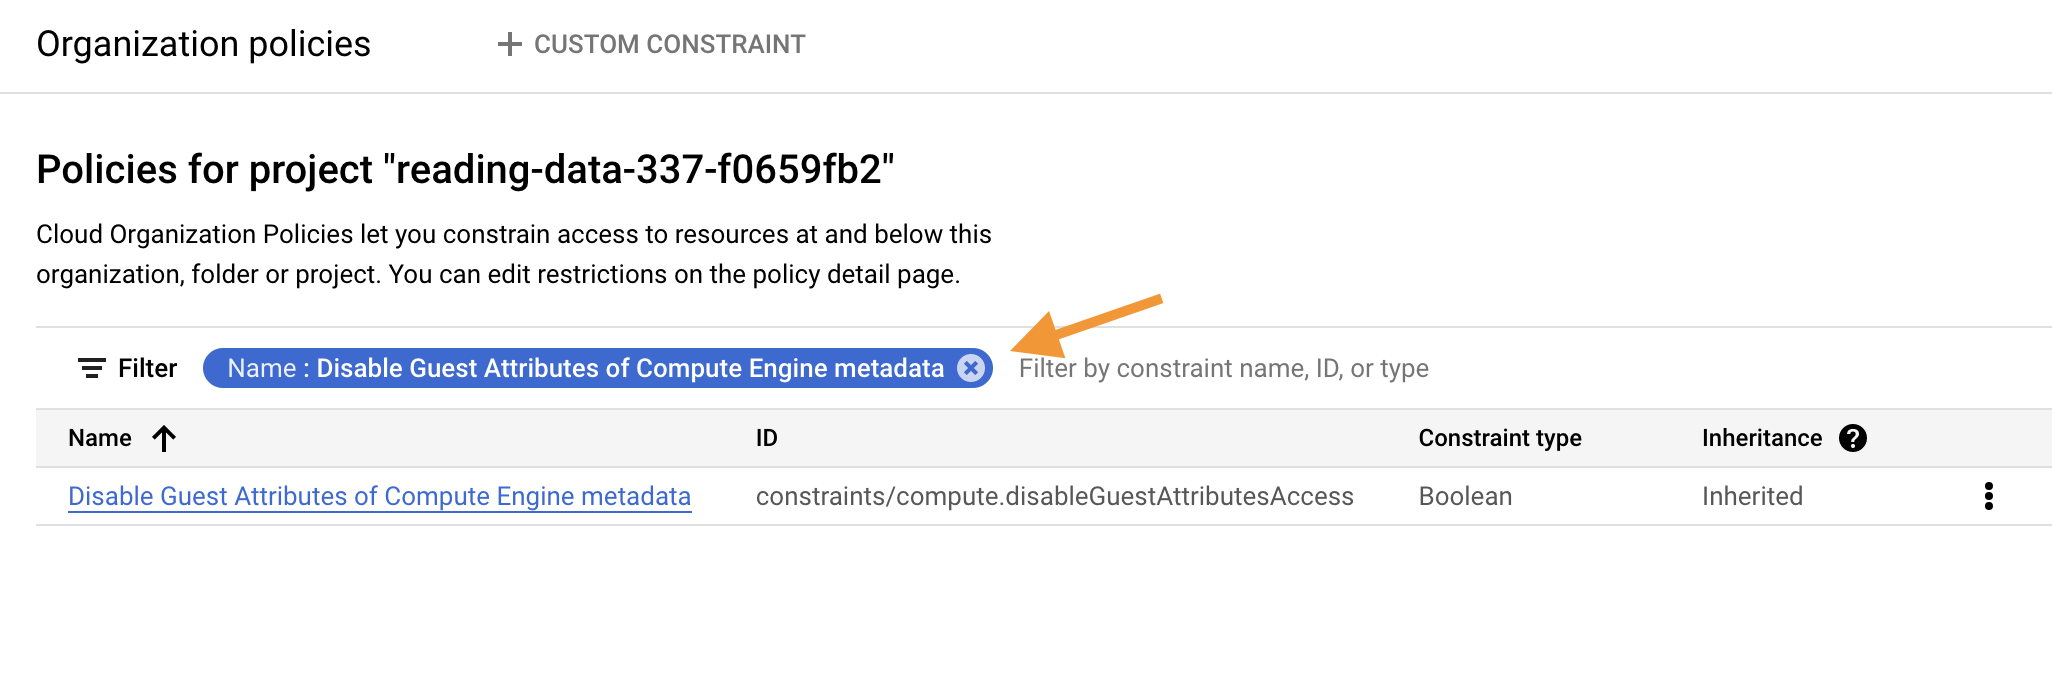 Organization policies + CUSTOM CONSTRAINT
Policies for project "reading-data-337-f0659fb2"
Cloud Organization Policies let you constrain access to resources at and below this
organization, folder or project. You can edit restrictions on the policy detail page.
Filter Name : Disable Guest Attributes of Compute Engine metadata Filter by constraint name, ID, or type
Name ID Constraint type Inheritance ?
Disable Guest Attributes of Compute Engine metadata constraints/compute.disableGuestAttributesAccess Boolean Inherited